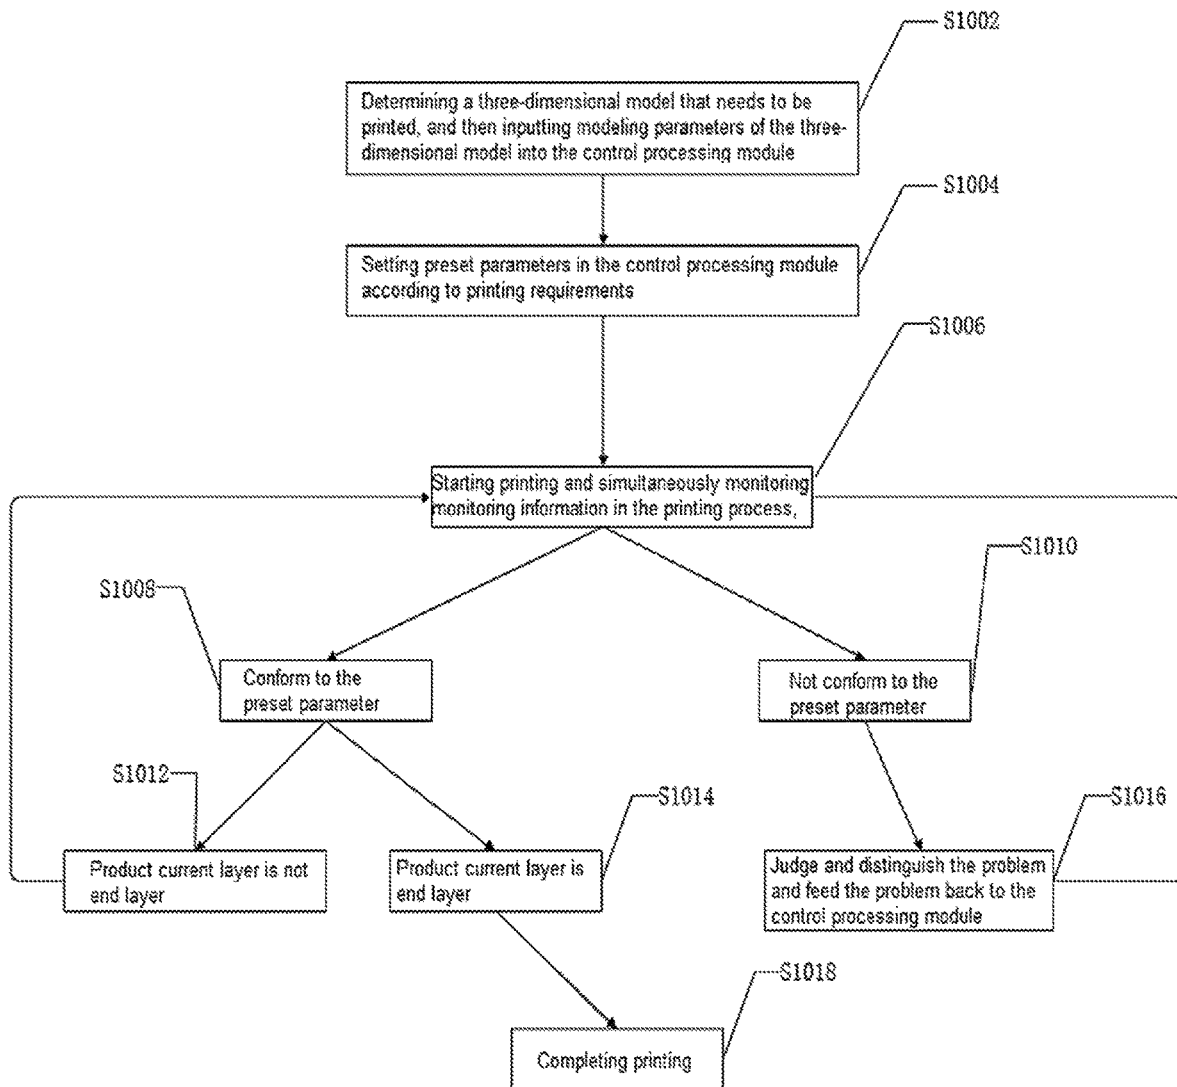 S1002
Determining a three-dimensional model that needs to be
printed, and then inputting modeling parameters of the three-
dimensional model into the control processing module
S1004
Setting preset parameters in the control processing module
according to printing requirements
S1006
Starting printing and simultaneously monitoring
monitoring information in the printing process,
S1010
S1008
Conform to the
preset parameter
Not conform to the
preset parameter
S1012
S1014
S1016
Product current layer is not
end layer
Product current layer is
end layer
Judge and distinguish the problem
and feed the problem back to the
control processing module
S1018
Completing printing